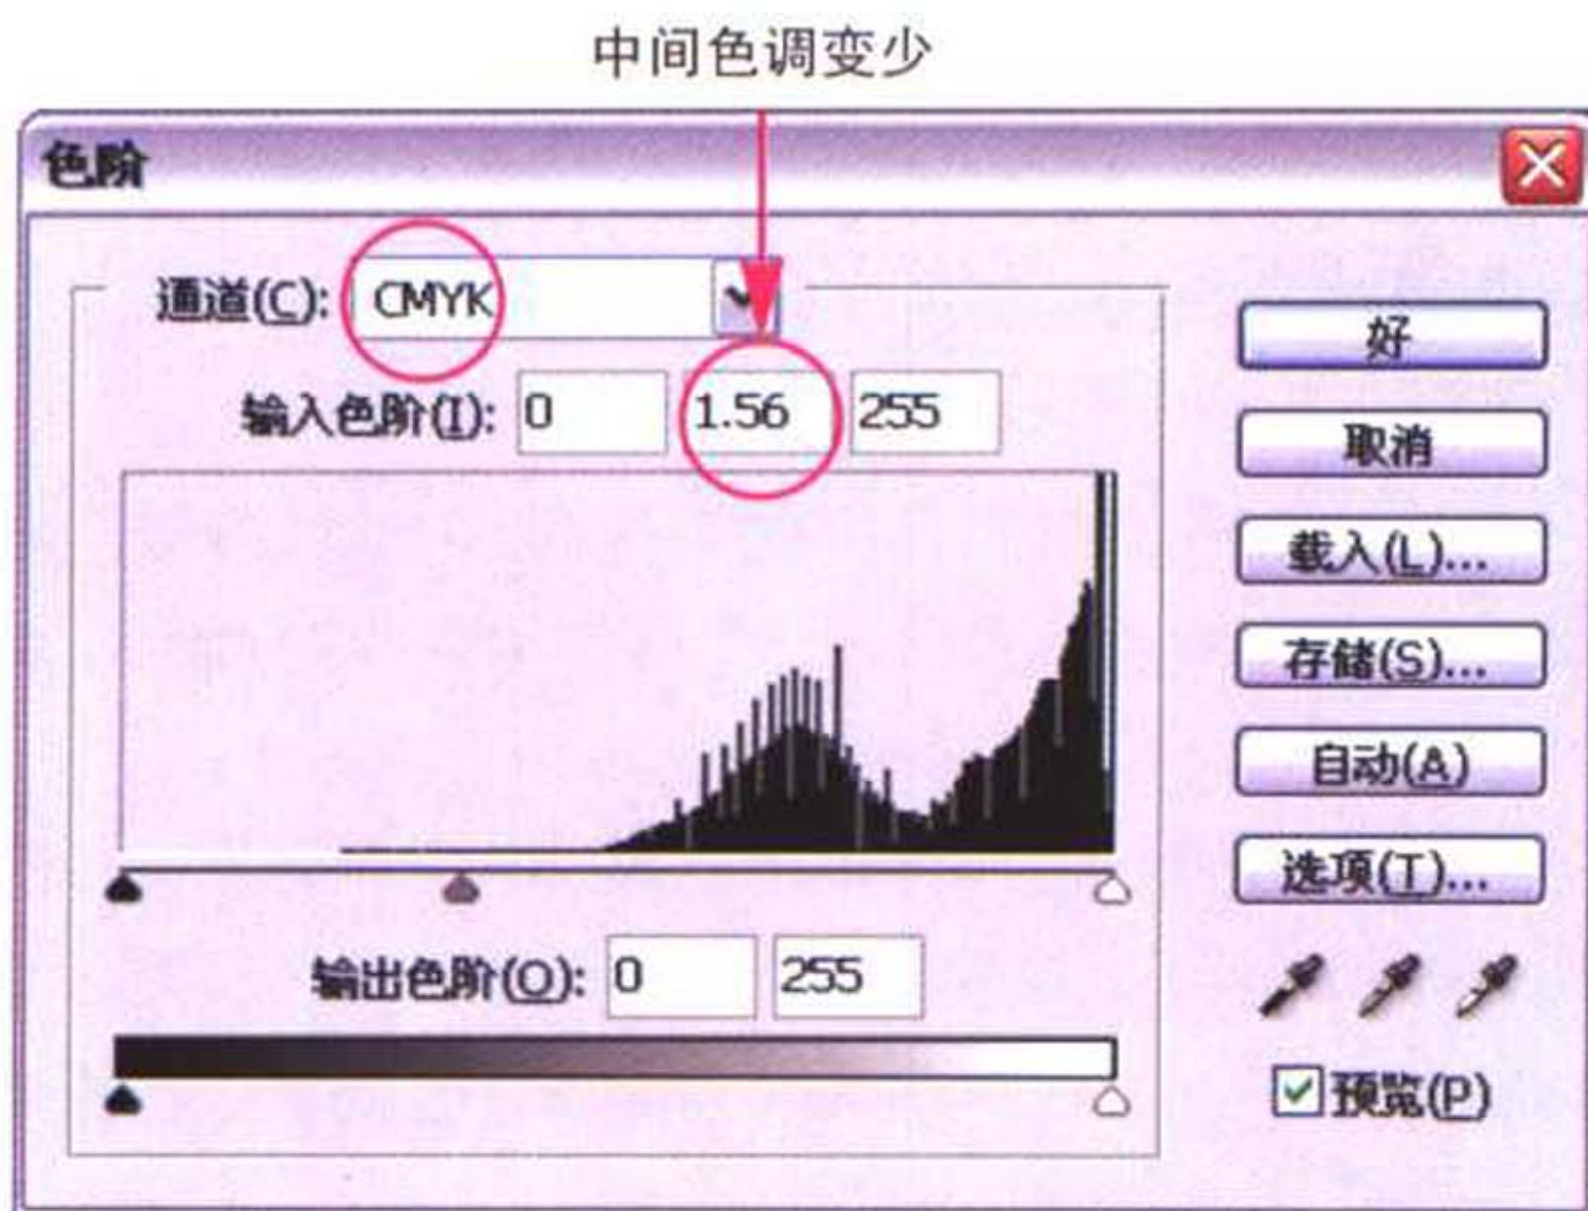 中间色调变少
色阶
通道(C): CMYK
输入色阶(I): 0 1.56 255
好
取消
载入(L)...
存储(S)...
自动(A)
选项(T)...
输出色阶(O): 0 255
预览(P)